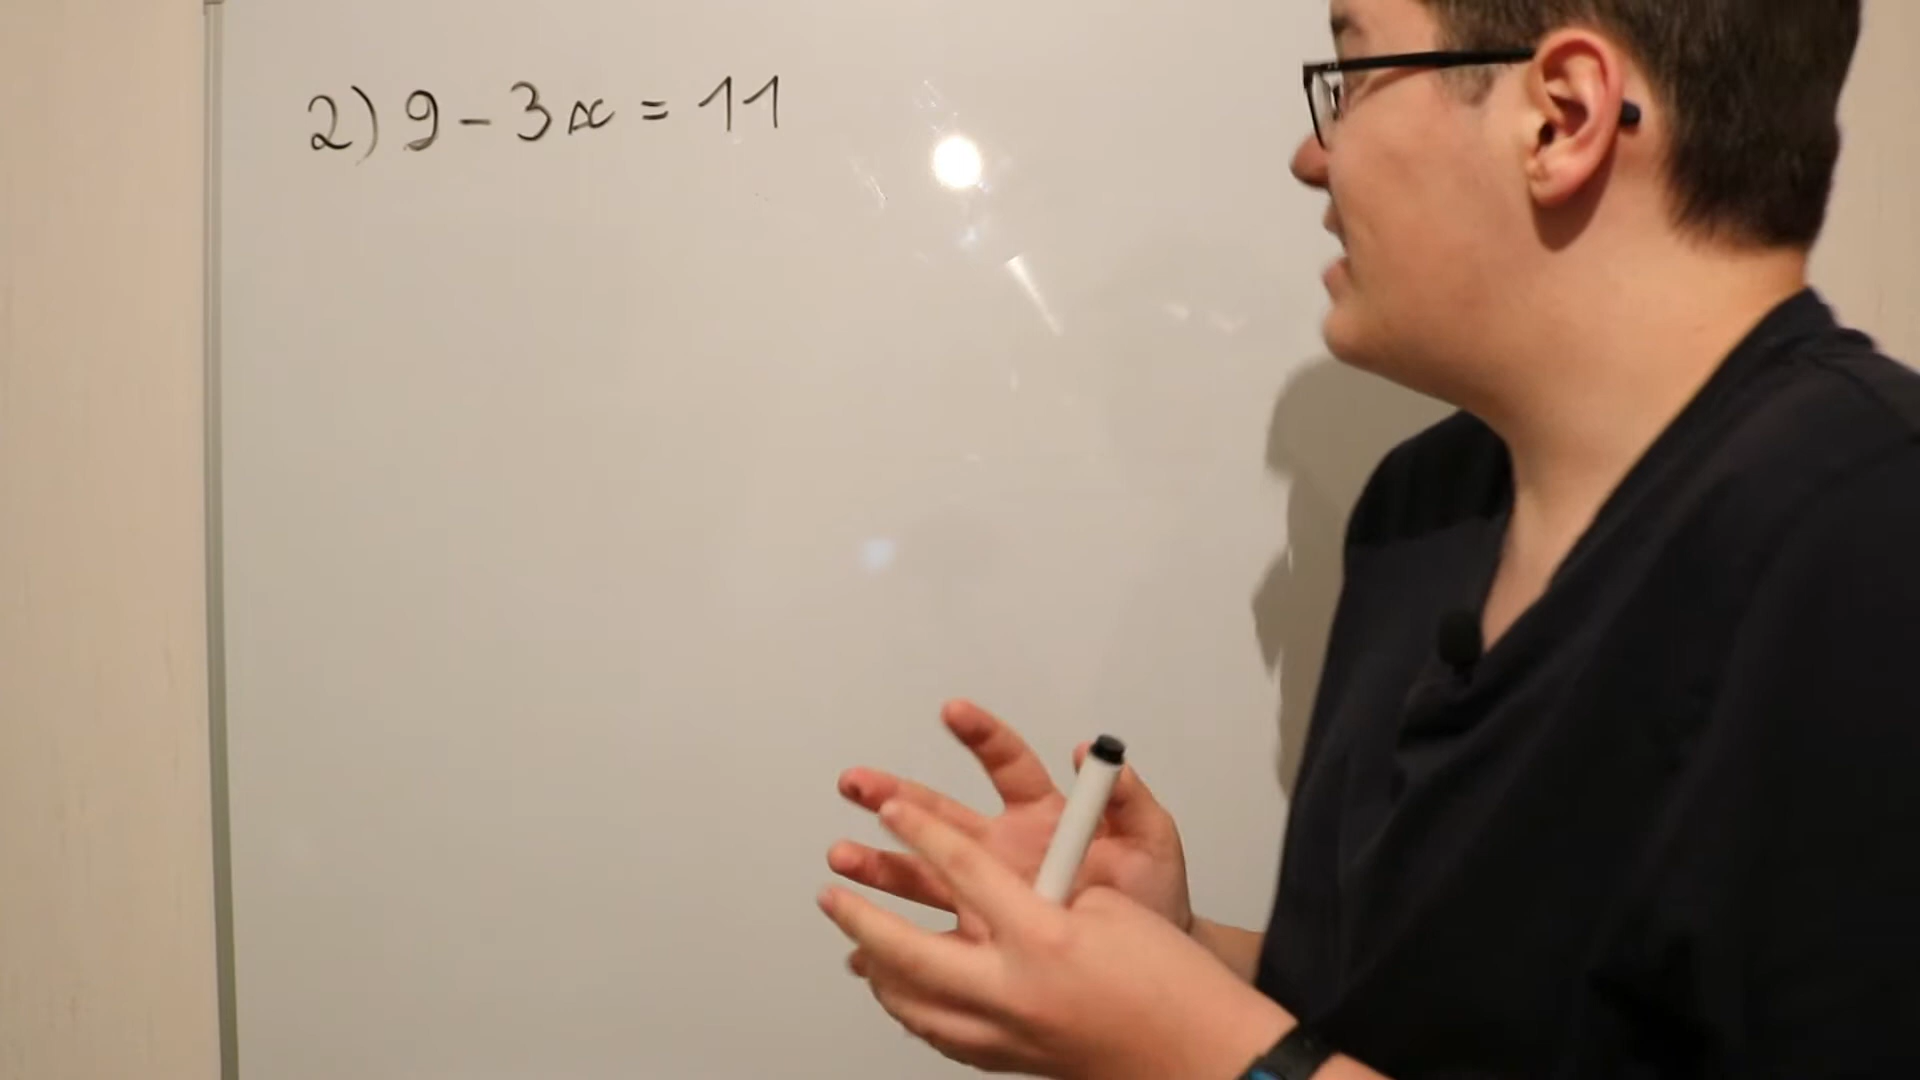 2) 9 - 3x = 11